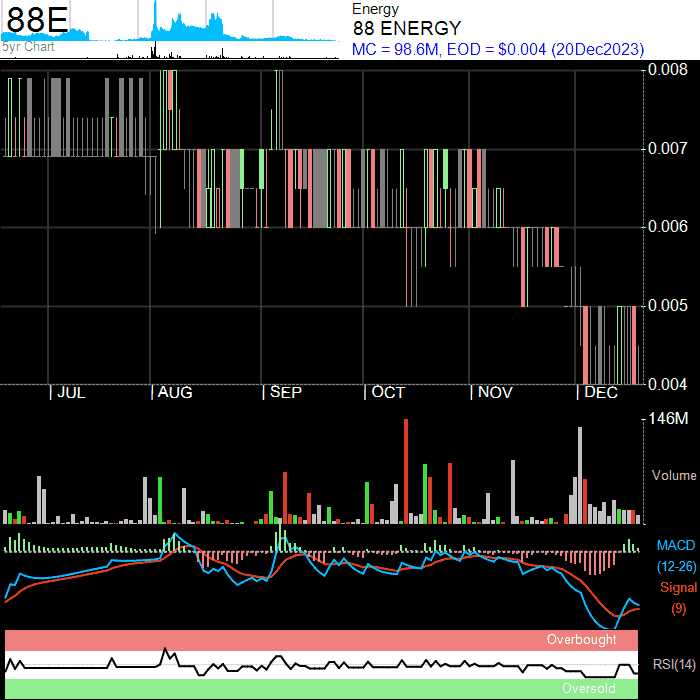 88E
5yr Chart
Energy
88 ENERGY
MC = 98.6M, EOD = $0.004 (20Dec2023)
0.008
0.007
0.006
0.005
0.004
| JUL | AUG | SEP | OCT | NOV | DEC
146M
Volume
MACD
(12-26)
Signal
(9)
Overbought
RSI(14)
Oversold